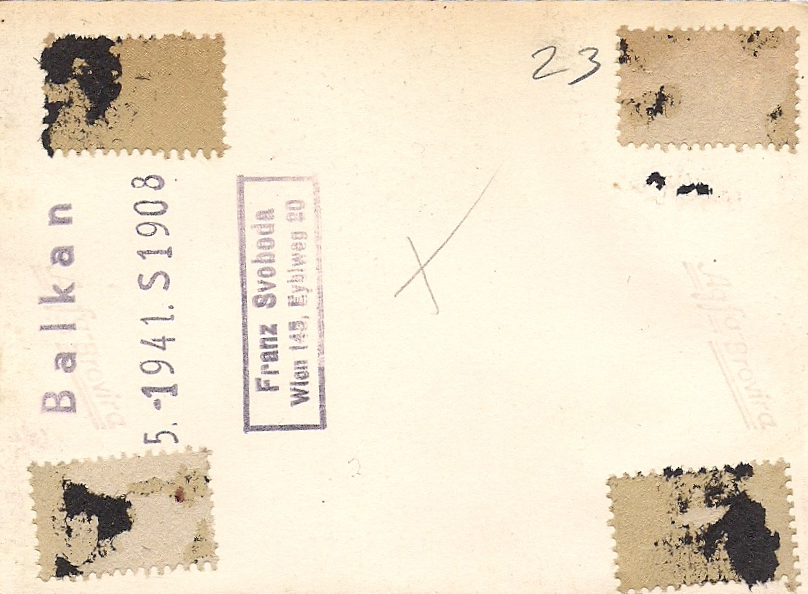 23
Balkan
5.-1941.S1908
Franz Svoboda
Wien 145, Eyblweg 20